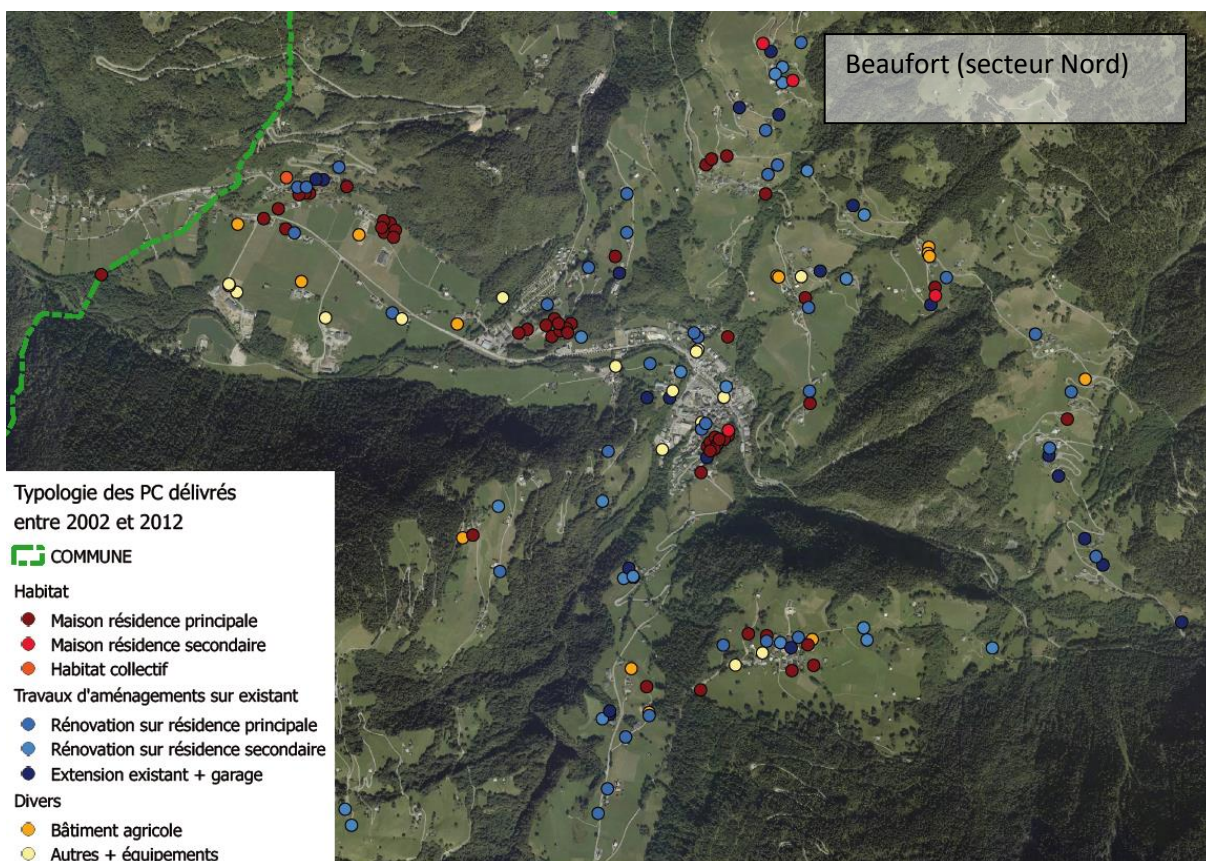 Beaufort (secteur Nord)
Typologie des PC délivrés
entre 2002 et 2012
COMMUNE
Habitat
Maison résidence principale
Maison résidence secondaire
Habitat collectif
Travaux d'aménagements sur existant
Rénovation sur résidence principale
Rénovation sur résidence secondaire
Extension existant + garage
Divers
Bâtiment agricole
Autres + équipements